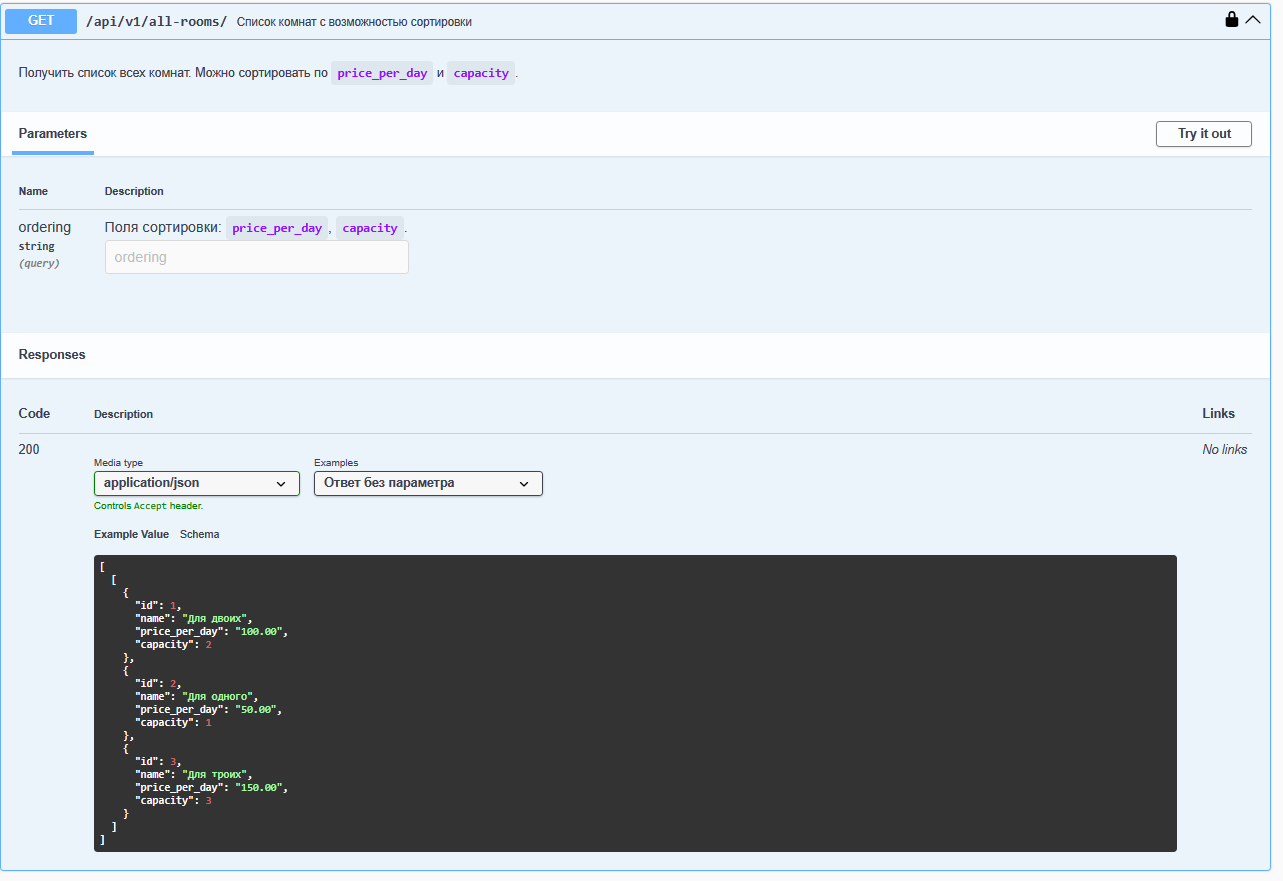 GET /api/v1/all-rooms/ Список комнат с возможностью сортировки
Получить список всех комнат. Можно сортировать по price_per_day и capacity .
Parameters
Try it out
Name Description
ordering Поля сортировки: price_per_day , capacity .
string
(query)
ordering
Responses
Code Description Links
200 No links
Media type Examples
application/json Ответ без параметра
Controls Accept header.
Example Value Schema
[
  [
    {
      "id": 1,
      "name": "Для двоих",
      "price_per_day": "100.00",
      "capacity": 2
    },
    {
      "id": 2,
      "name": "Для одного",
      "price_per_day": "50.00",
      "capacity": 1
    },
    {
      "id": 3,
      "name": "Для троих",
      "price_per_day": "150.00",
      "capacity": 3
    }
  ]
]